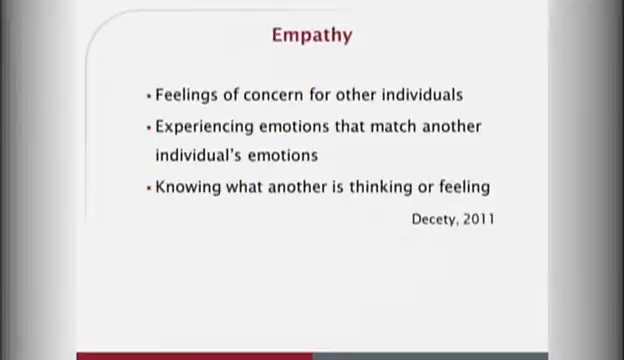 Empathy
▪ Feelings of concern for other individuals
▪ Experiencing emotions that match another
individual's emotions
▪ Knowing what another is thinking or feeling
Decety, 2011